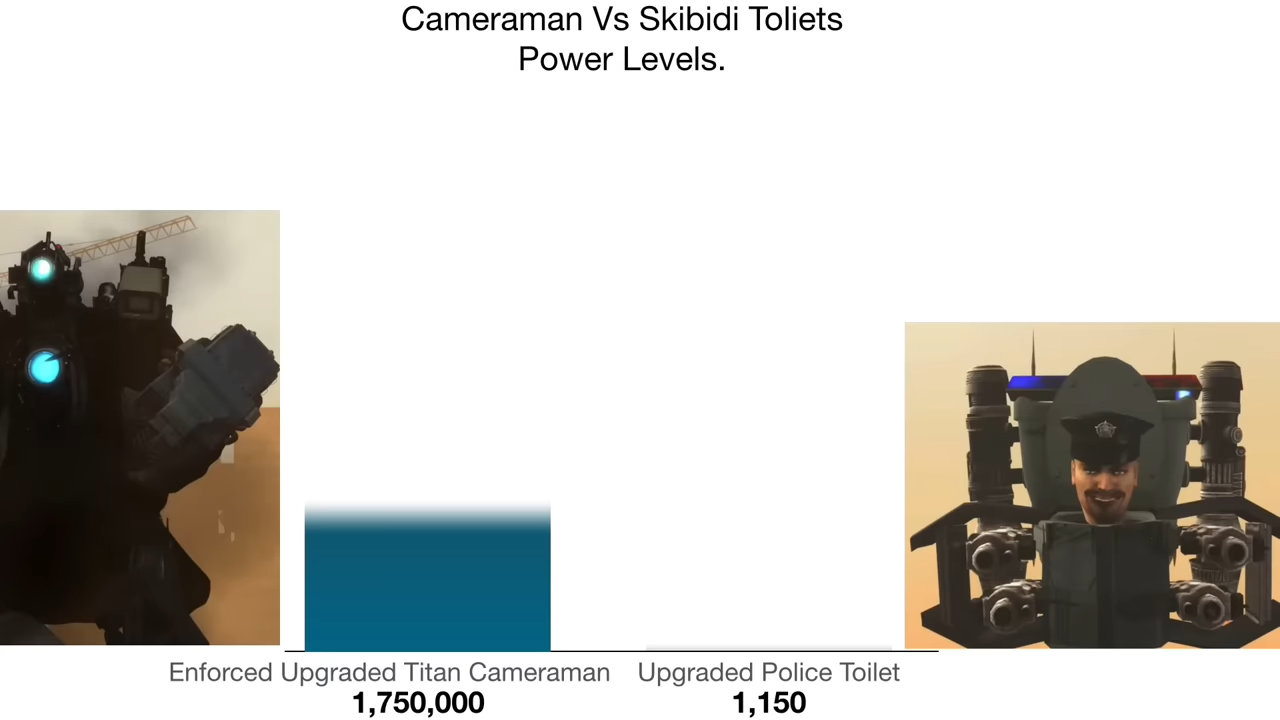 Cameraman Vs Skibidi Toliets
Power Levels.
Enforced Upgraded Titan Cameraman
1,750,000
Upgraded Police Toilet
1,150